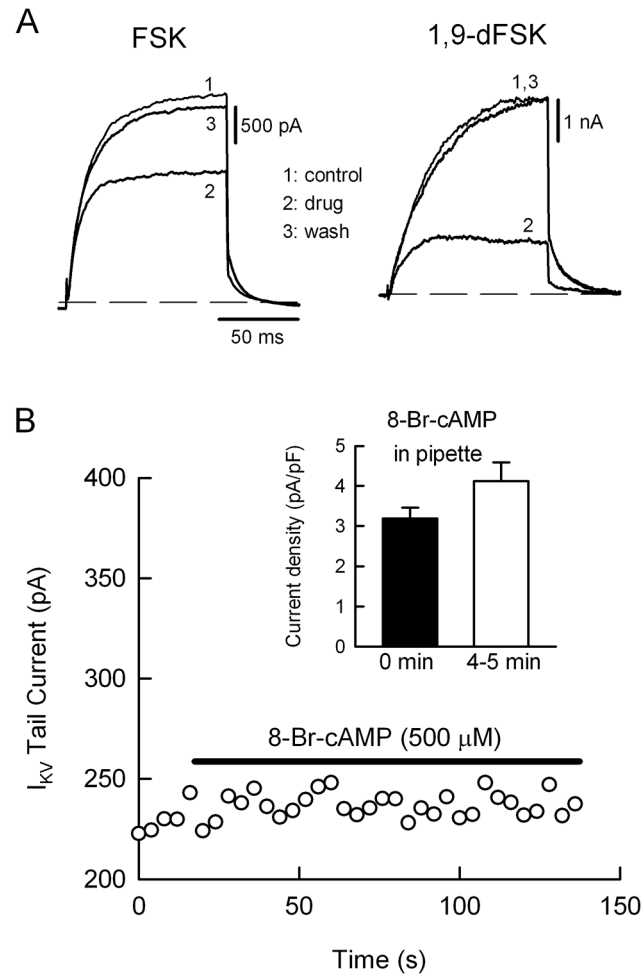 A
FSK
1,9-dFSK
1
3
2
500 pA
1: control
2: drug
3: wash
50 ms
1,3
2
1 nA
B
8-Br-cAMP
in pipette
Current density (pA/pF)
5
4
3
2
1
0
0 min
4-5 min
I_KV Tail Current (pA)
400
350
300
250
200
8-Br-cAMP (500 μM)
0
50
100
150
Time (s)